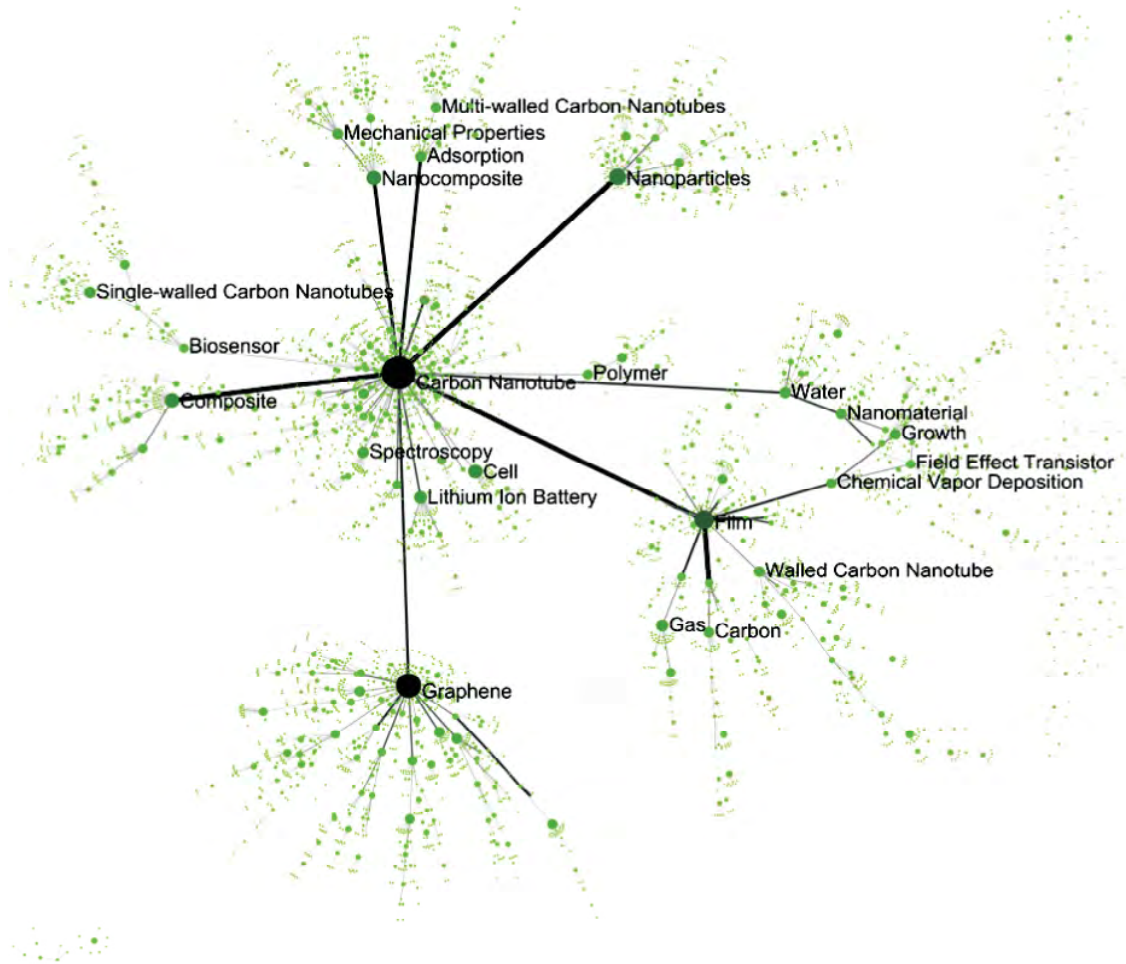 Multi-walled Carbon Nanotubes
Mechanical Properties
Adsorption
Nanocomposite
Nanoparticles
Single-walled Carbon Nanotubes
Biosensor
Polymer
Carbon Nanotube
Water
Composite
Nanomaterial
Growth
Spectroscopy
Field Effect Transistor
Cell
Chemical Vapor Deposition
Lithium Ion Battery
Film
Walled Carbon Nanotube
Gas
Carbon
Graphene